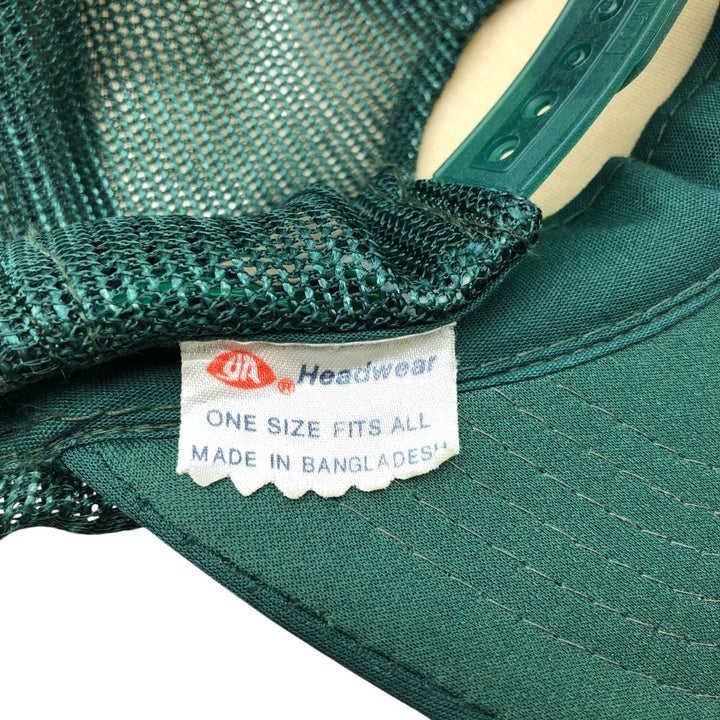 ® Headwear
ONE SIZE FITS ALL
MADE IN BANGLADESH